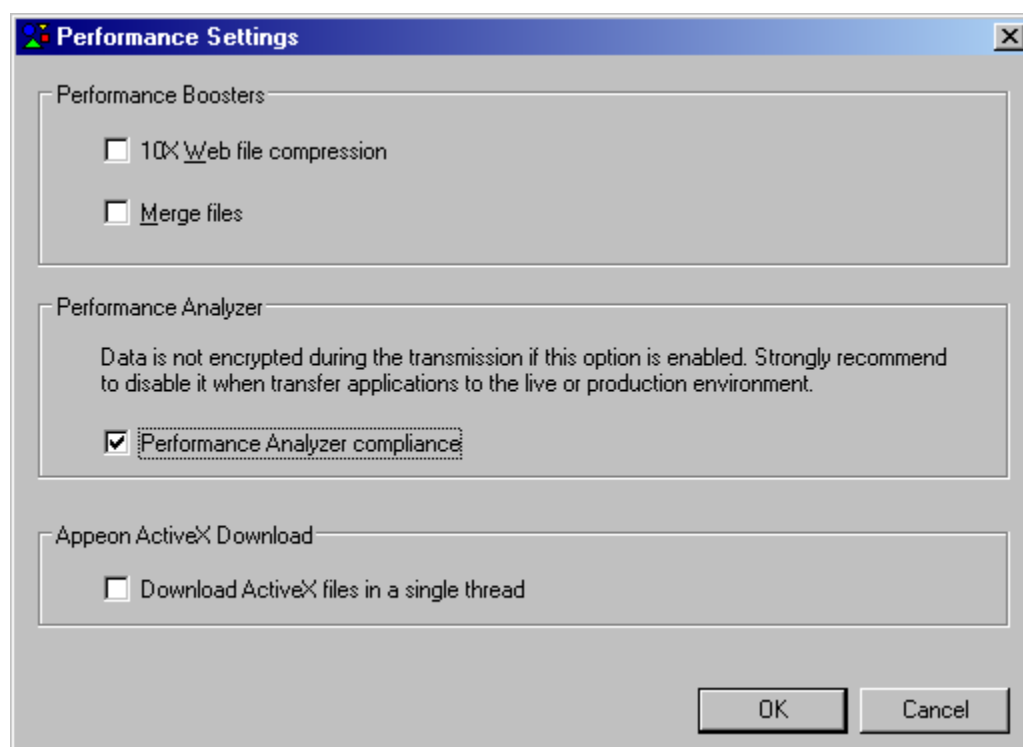 Performance Settings
Performance Boosters
10X Web file compression
Merge files
Performance Analyzer
Data is not encrypted during the transmission if this option is enabled. Strongly recommend
to disable it when transfer applications to the live or production environment.
Performance Analyzer compliance
Appeon ActiveX Download
Download ActiveX files in a single thread
OK
Cancel